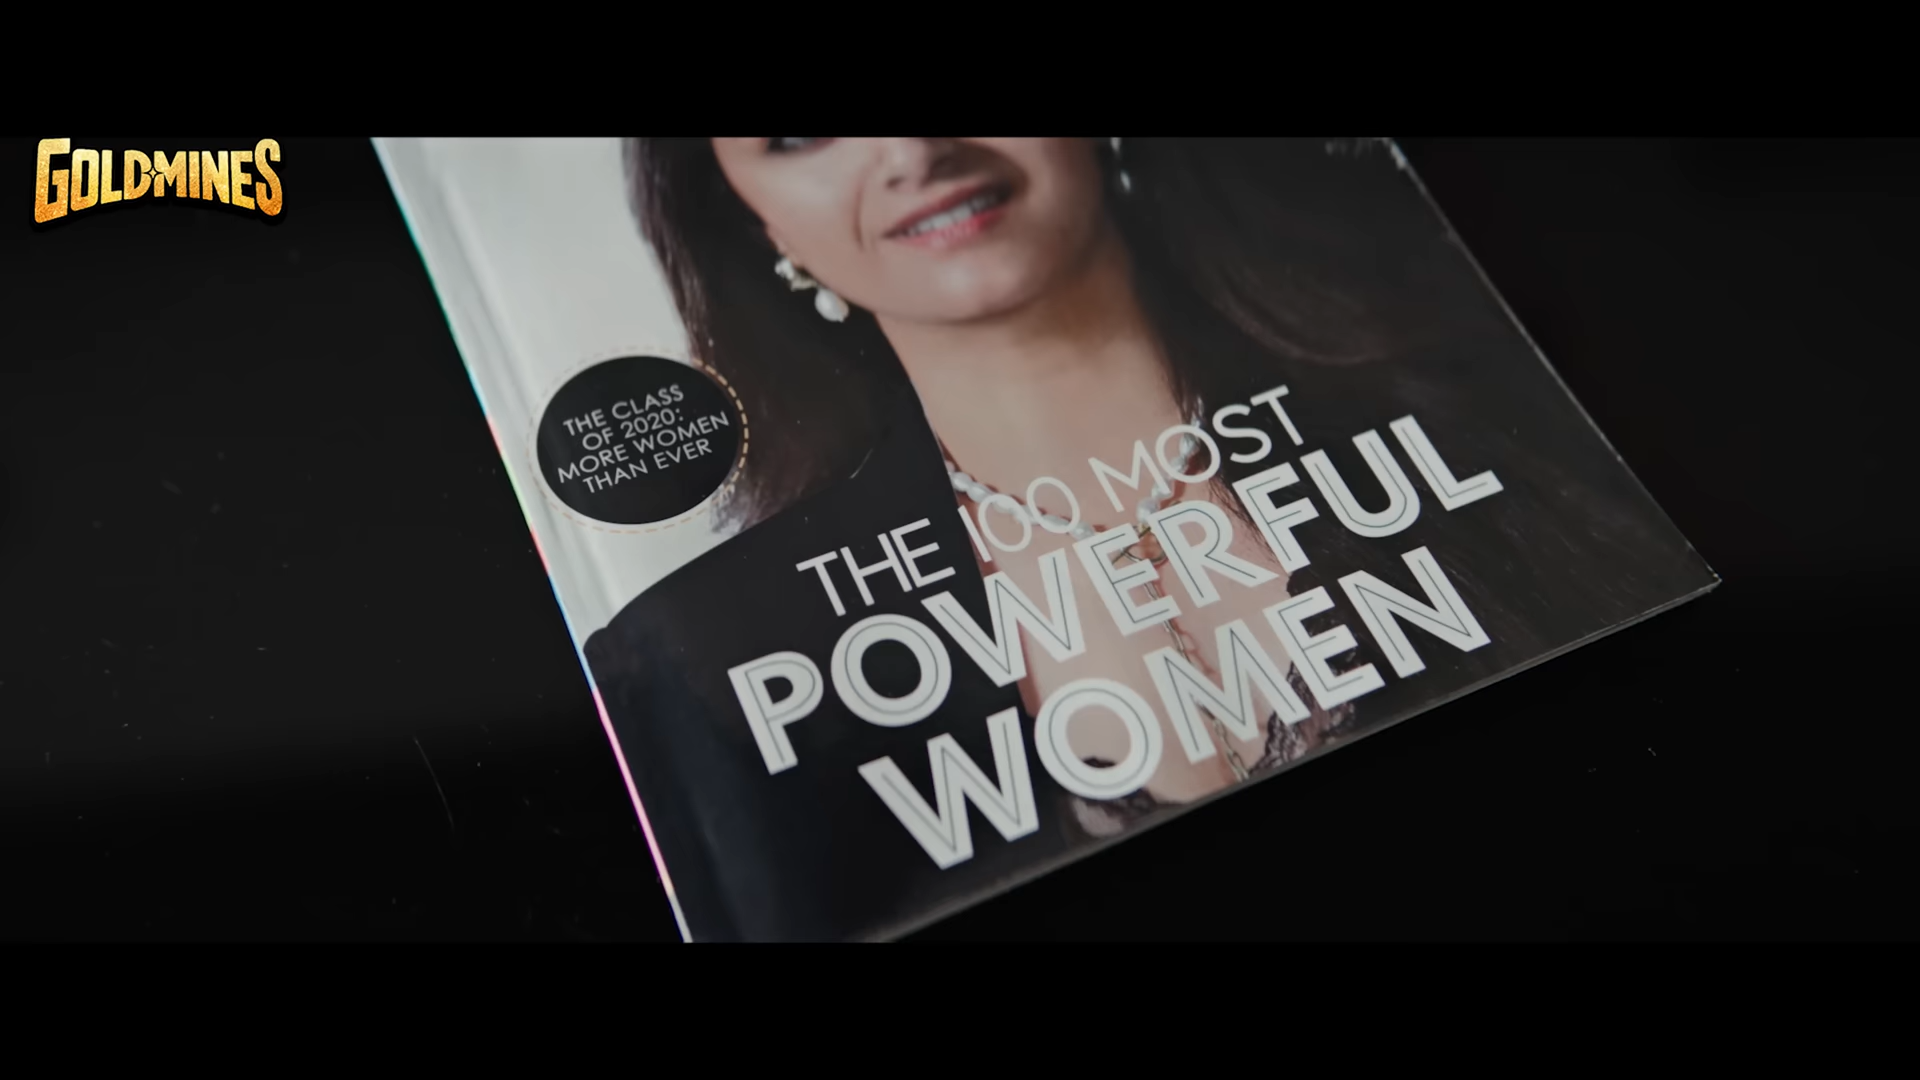 GOLDMINES
THE CLASS
OF 2020:
MORE WOMEN
THAN EVER
THE 100 MOST
POWERFUL
WOMEN